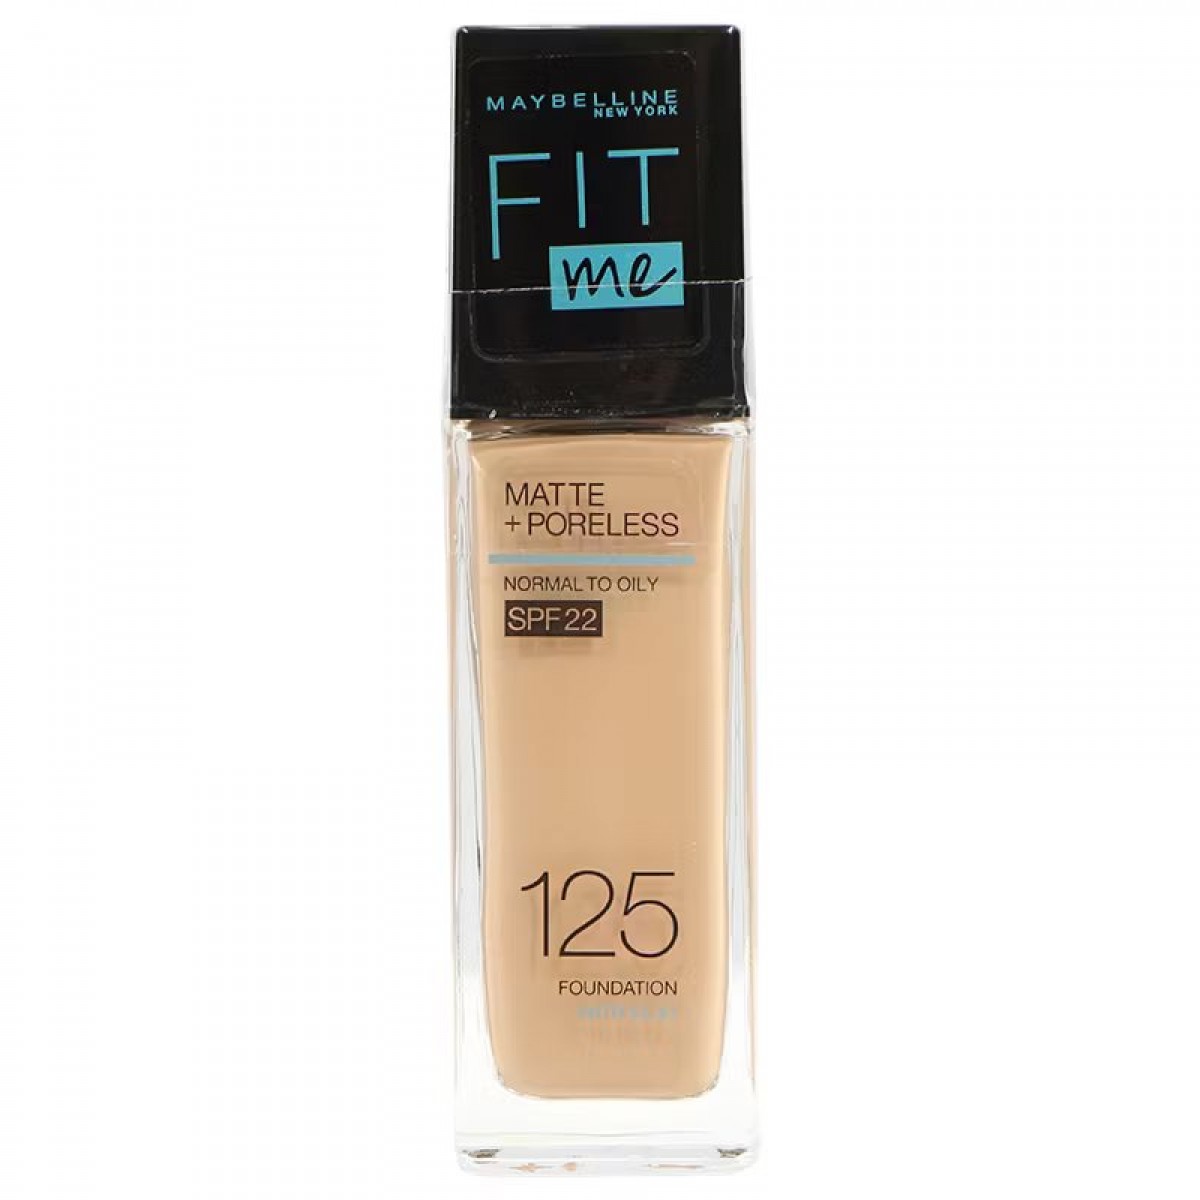 MAYBELLINE
NEW YORK
FIT
me
MATTE
+ PORELESS
NORMAL TO OILY
SPF 22
125
FOUNDATION